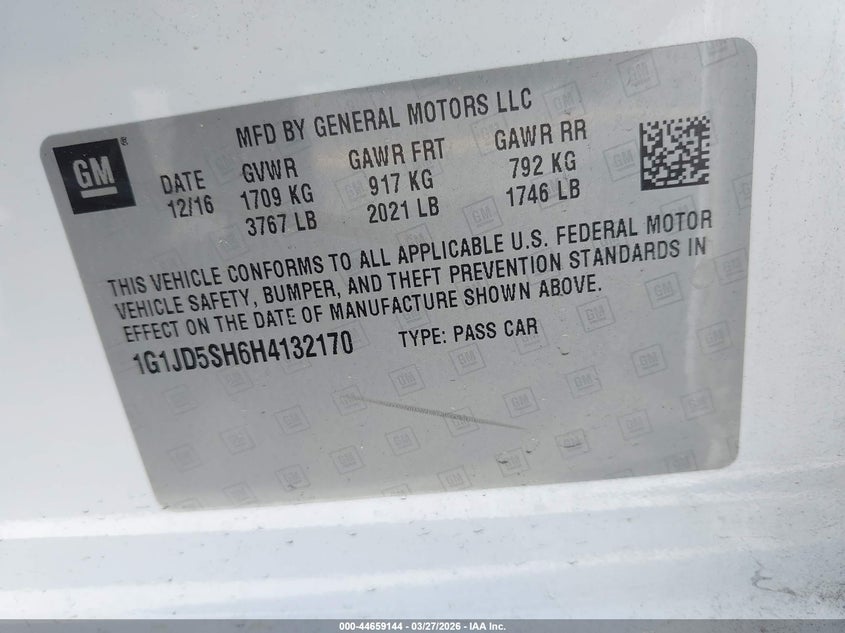 MFD BY GENERAL MOTORS LLC
GM
DATE GVWR GAWR FRT GAWR RR
12/16 1709 KG 917 KG 792 KG
3767 LB 2021 LB 1746 LB
THIS VEHICLE CONFORMS TO ALL APPLICABLE U.S. FEDERAL MOTOR
VEHICLE SAFETY, BUMPER, AND THEFT PREVENTION STANDARDS IN
EFFECT ON THE DATE OF MANUFACTURE SHOWN ABOVE.
1G1JD5SH6H4132170 TYPE: PASS CAR
000-44659144 - 03/27/2026 - IAA Inc.